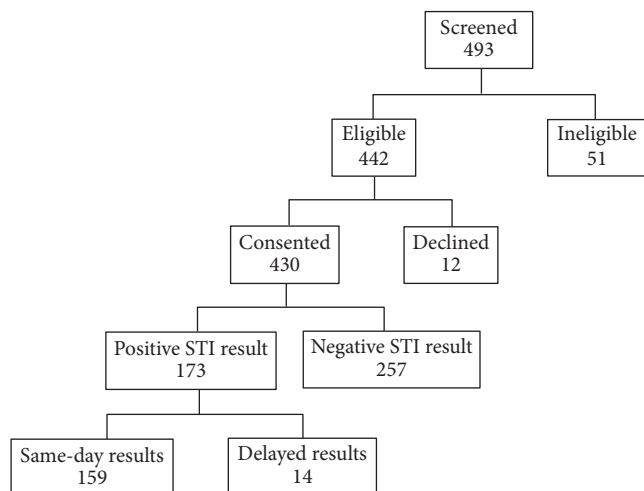 Screened
493
Eligible
442
Ineligible
51
Consented
430
Declined
12
Positive STI result
173
Negative STI result
257
Same-day results
159
Delayed results
14